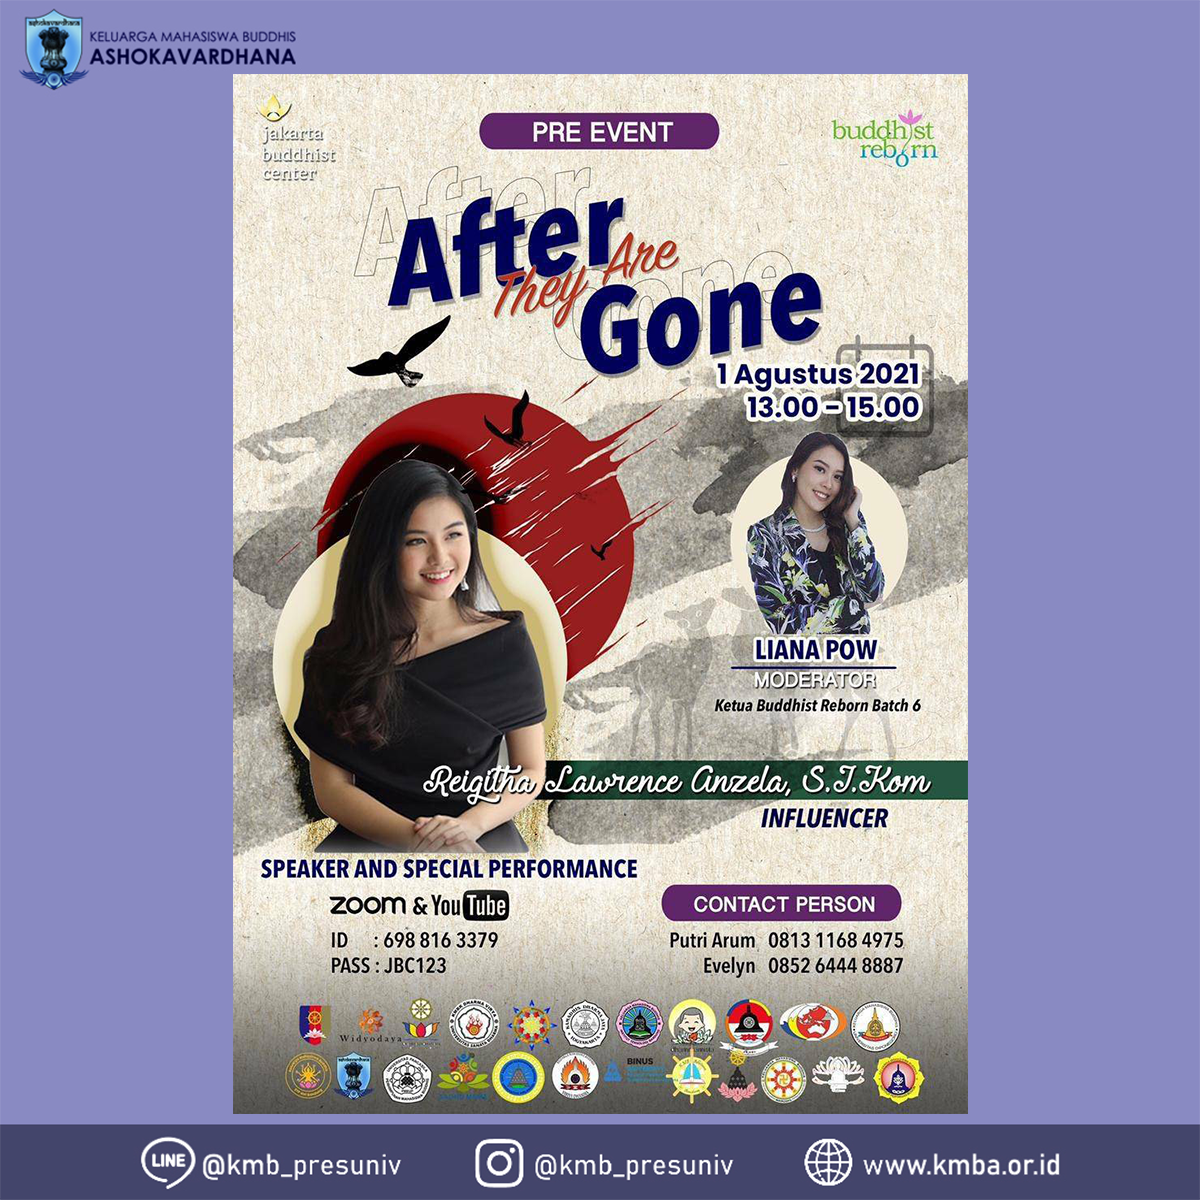 ashokavardhana
KELUARGA MAHASISWA BUDDHIS
ASHOKAVARDHANA
jakarta
buddhist
center
PRE EVENT
buddhist
reborn
After
They Are
Gone
1 Agustus 2021
13.00 - 15.00
LIANA POW
MODERATOR
Ketua Buddhist Reborn Batch 6
Reigitha Lawrence Anzela, S.I.Kom
INFLUENCER
SPEAKER AND SPECIAL PERFORMANCE
zoom & YouTube
ID : 698 816 3379
PASS : JBC123
CONTACT PERSON
Putri Arum 0813 1168 4975
Evelyn 0852 6444 8887
Widyodaya
BINUS
LINE @kmb_presuniv
@kmb_presuniv
www.kmba.or.id